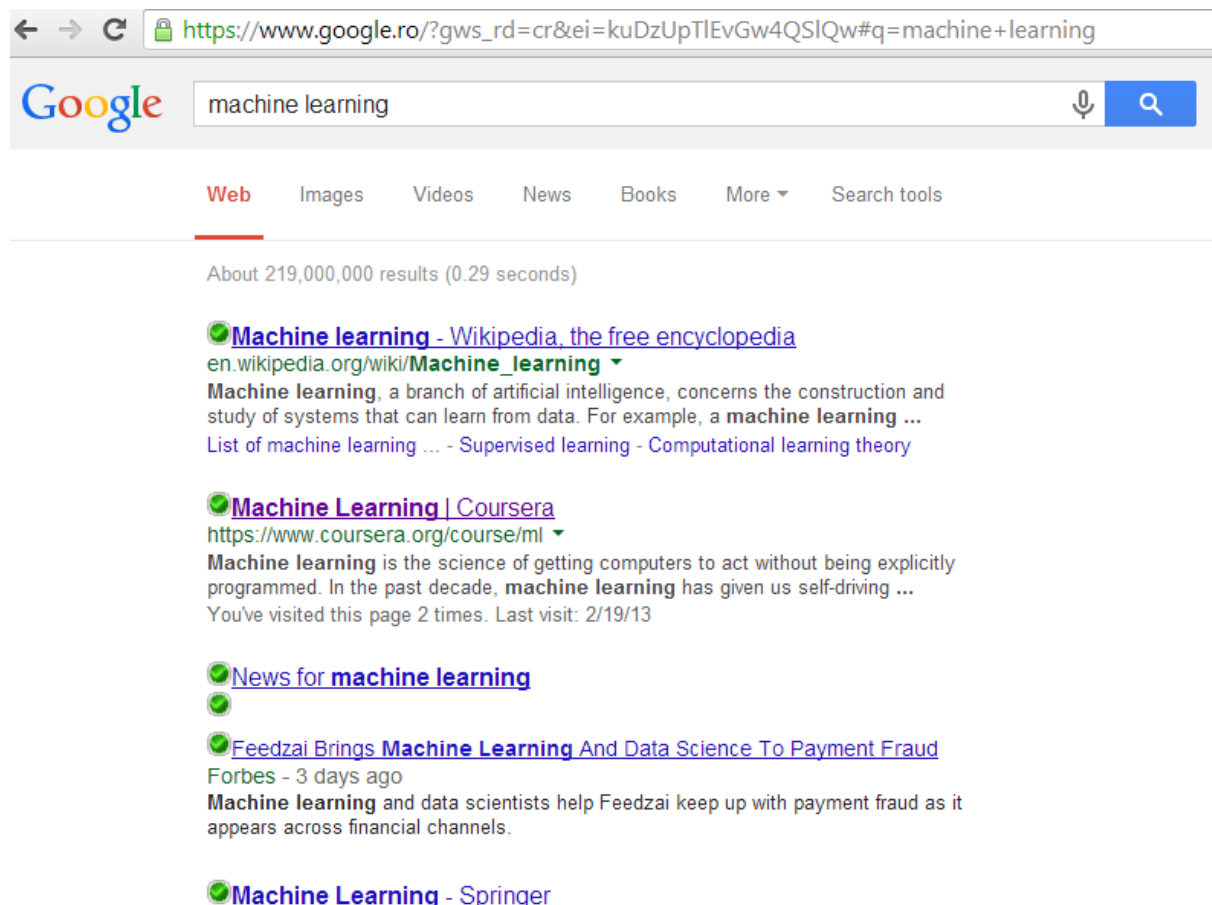 https://www.google.ro/?gws_rd=cr&ei=kuDzUpTlEvGw4QSlQw#q=machine+learning
Google machine learning
Web Images Videos News Books More Search tools
About 219,000,000 results (0.29 seconds)
Machine learning - Wikipedia, the free encyclopedia
en.wikipedia.org/wiki/Machine_learning
Machine learning, a branch of artificial intelligence, concerns the construction and
study of systems that can learn from data. For example, a machine learning ...
List of machine learning ... - Supervised learning - Computational learning theory
Machine Learning | Coursera
https://www.coursera.org/course/ml
Machine learning is the science of getting computers to act without being explicitly
programmed. In the past decade, machine learning has given us self-driving ...
You've visited this page 2 times. Last visit: 2/19/13
News for machine learning
Feedzai Brings Machine Learning And Data Science To Payment Fraud
Forbes - 3 days ago
Machine learning and data scientists help Feedzai keep up with payment fraud as it
appears across financial channels.
Machine Learning - Springer